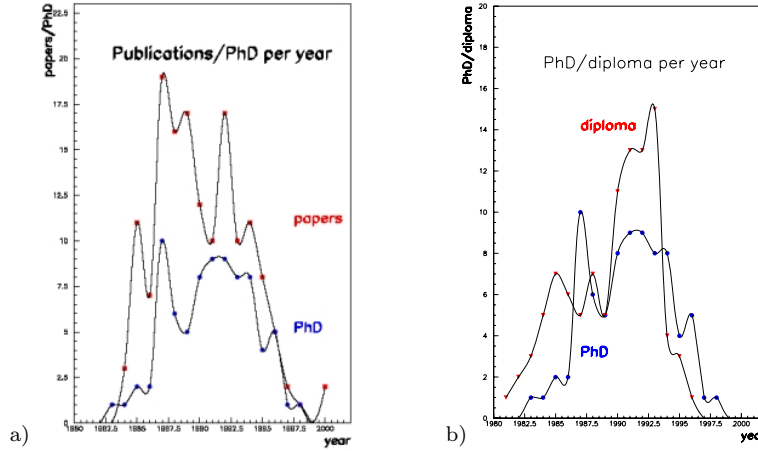 papers/PhD
Publications/PhD per year
22.5
20
17.5
15
12.5
10
7.5
5
2.5
0
papers
PhD
1980 1982.5 1985 1987.5 1990 1992.5 1995 1997.5 2000
year
a)
PhD/diploma
PhD/diploma per year
20
18
16
14
12
10
8
6
4
2
0
diploma
PhD
1980 1982.5 1985 1987.5 1990 1992.5 1995 1997.5 2000
yea
b)